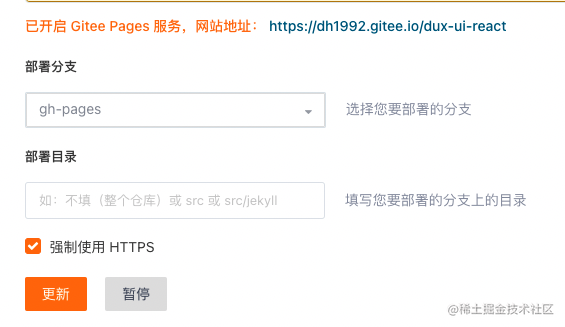 已开启 Gitee Pages 服务，网站地址： https://dh1992.gitee.io/dux-ui-react
部署分支
gh-pages 选择您要部署的分支
部署目录
如：不填（整个仓库）或 src 或 src/jekyll 填写您要部署的分支上的目录
强制使用 HTTPS
更新 暂停
@稀土掘金技术社区